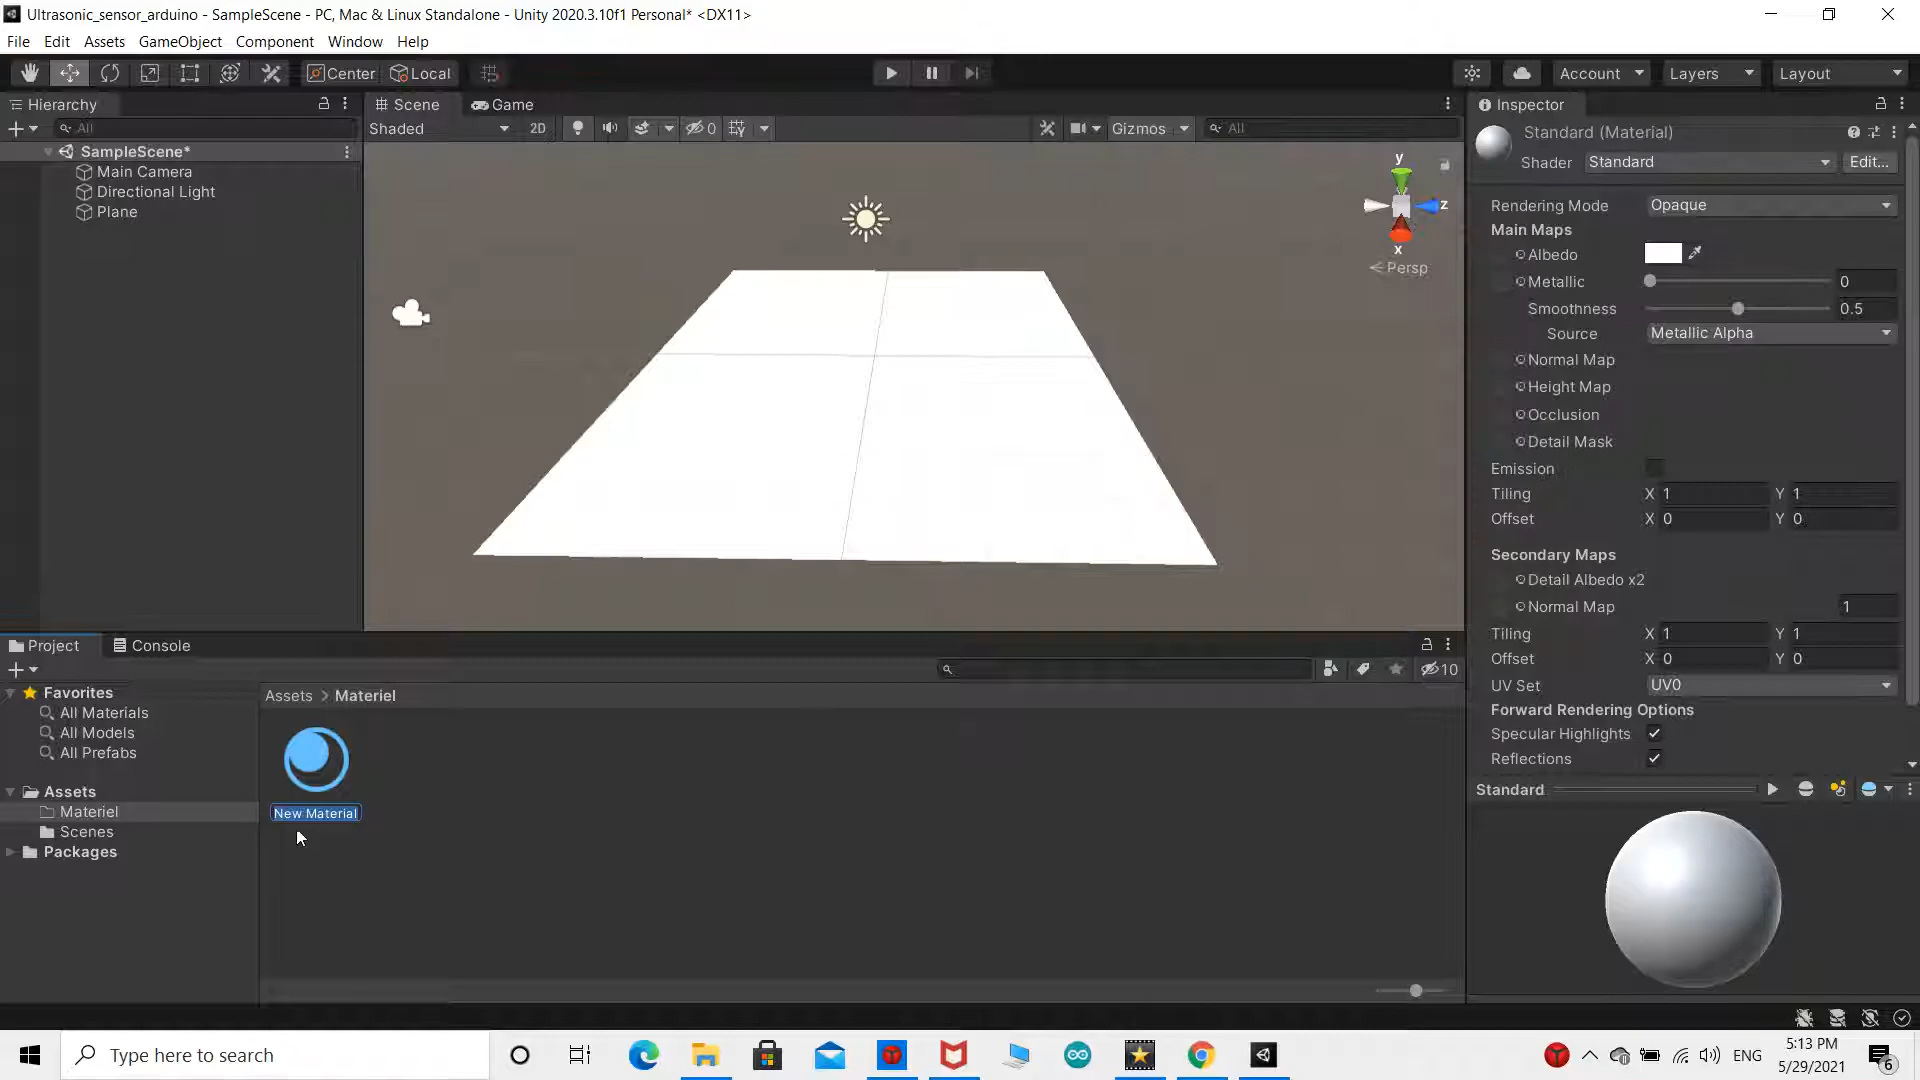 Ultrasonic_sensor_arduino - SampleScene - PC, Mac & Linux Standalone - Unity 2020.3.10f1 Personal* <DX11>
File Edit Assets GameObject Component Window Help
Center Local Account Layers Layout
Hierarchy
All
SampleScene*
Main Camera
Directional Light
Plane
Scene Game
Shaded 2D 0 Gizmos All
y
z
x
Persp
Inspector
Standard (Material)
Shader Standard Edit...
Rendering Mode Opaque
Main Maps
Albedo
Metallic 0
Smoothness 0.5
Source Metallic Alpha
Normal Map
Height Map
Occlusion
Detail Mask
Emission
Tiling X 1 Y 1
Offset X 0 Y 0
Secondary Maps
Detail Albedo x2
Normal Map 1
Tiling X 1 Y 1
Offset X 0 Y 0
UV Set UV0
Forward Rendering Options
Specular Highlights
Reflections
Standard
Project Console
10
Favorites
All Materials
All Models
All Prefabs
Assets
Materiel
Scenes
Packages
Assets > Materiel
New Material
Type here to search
ENG
5:13 PM
5/29/2021
6